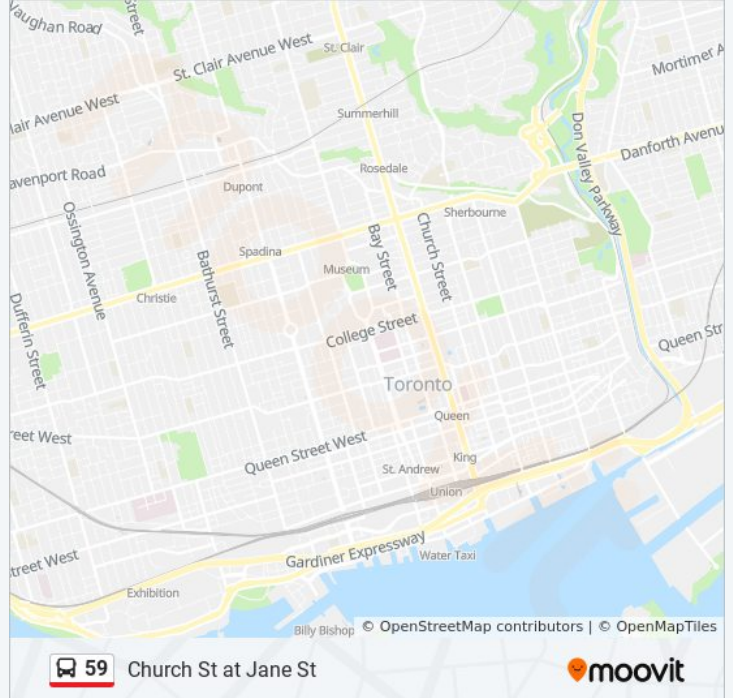 Vaughan Road
Street
St. Clair Avenue West
St. Clair
Mortimer A
lair Avenue West
Summerhill
Don Valley Parkway
Danforth Avenu
Rosedale
avenport Road
Dupont
Ossington Avenue
Sherbourne
Church Street
Bay Street
Spadina
Bathurst Street
Museum
Christie
Dufferin Street
College Street
Queen Str
Toronto
Queen
reet West
Queen Street West
King
St. Andrew
Union
treet West
Gardiner Expressway
Water Taxi
Exhibition
Billy Bishop
© OpenStreetMap contributors | © OpenMapTiles
59 Church St at Jane St
moovit